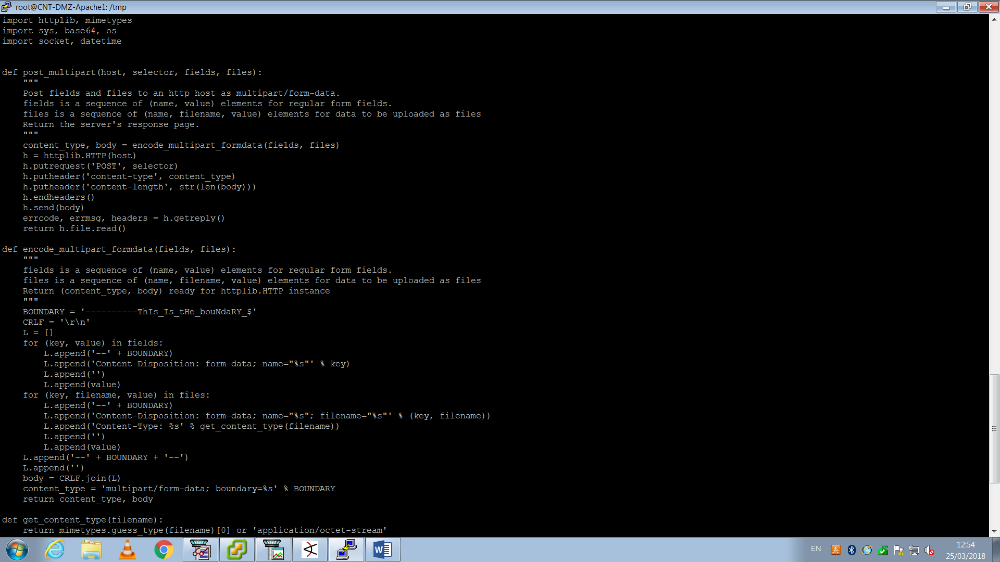 root@CNT-DMZ-Apache1: /tmp
import httplib, mimetypes
import sys, base64, os
import socket, datetime
def post_multipart(host, selector, fields, files):
    """
    Post fields and files to an http host as multipart/form-data.
    fields is a sequence of (name, value) elements for regular form fields.
    files is a sequence of (name, filename, value) elements for data to be uploaded as files
    Return the server's response page.
    """
    content_type, body = encode_multipart_formdata(fields, files)
    h = httplib.HTTP(host)
    h.putrequest('POST', selector)
    h.putheader('content-type', content_type)
    h.putheader('content-length', str(len(body)))
    h.endheaders()
    h.send(body)
    errcode, errmsg, headers = h.getreply()
    return h.file.read()
def encode_multipart_formdata(fields, files):
    """
    fields is a sequence of (name, value) elements for regular form fields.
    files is a sequence of (name, filename, value) elements for data to be uploaded as files
    Return (content_type, body) ready for httplib.HTTP instance
    """
    BOUNDARY = '----------ThIs_Is_tHe_bouNdaRY_$'
    CRLF = '\r\n'
    L = []
    for (key, value) in fields:
        L.append('--' + BOUNDARY)
        L.append('Content-Disposition: form-data; name="%s"' % key)
        L.append('')
        L.append(value)
    for (key, filename, value) in files:
        L.append('--' + BOUNDARY)
        L.append('Content-Disposition: form-data; name="%s"; filename="%s"' % (key, filename))
        L.append('Content-Type: %s' % get_content_type(filename))
        L.append('')
        L.append(value)
    L.append('--' + BOUNDARY + '--')
    L.append('')
    body = CRLF.join(L)
    content_type = 'multipart/form-data; boundary=%s' % BOUNDARY
    return content_type, body
def get_content_type(filename):
    return mimetypes.guess_type(filename)[0] or 'application/octet-stream'
EN
12:54
25/03/2018